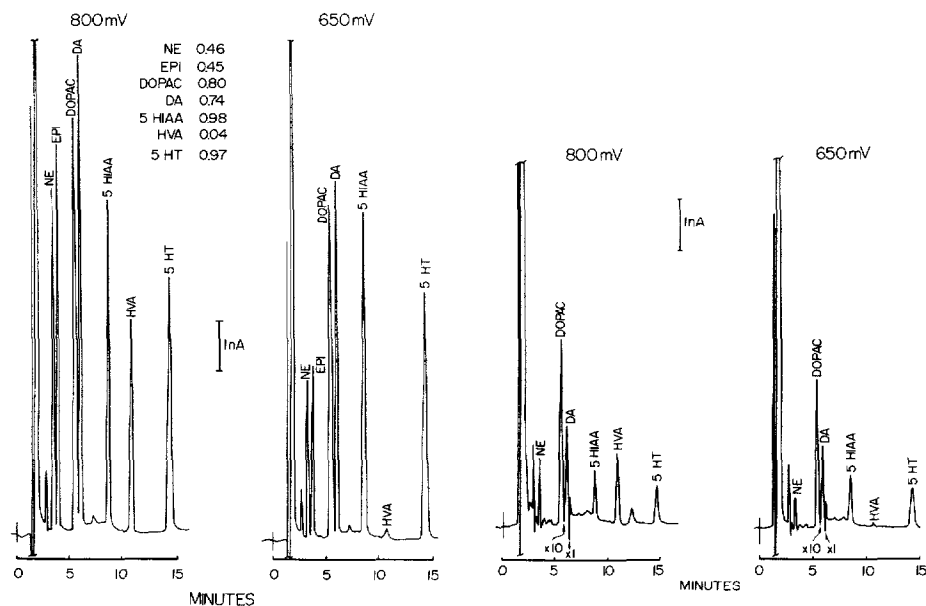 800mV
NE 0.46
EPI 0.45
DOPAC 0.80
DA 0.74
5 HIAA 0.98
HVA 0.04
5 HT 0.97
NE
EPI
DOPAC
DA
5 HIAA
HVA
5 HT
1nA
0 5 10 15
650mV
NE
EPI
DOPAC
DA
5 HIAA
HVA
5 HT
0 5 10 15
MINUTES
800mV
NE
DOPAC
DA
5 HIAA
HVA
5 HT
x10
x1
1nA
0 5 10 15
650mV
NE
DOPAC
DA
5 HIAA
HVA
5 HT
x10 x1
0 5 10 15
MINUTES